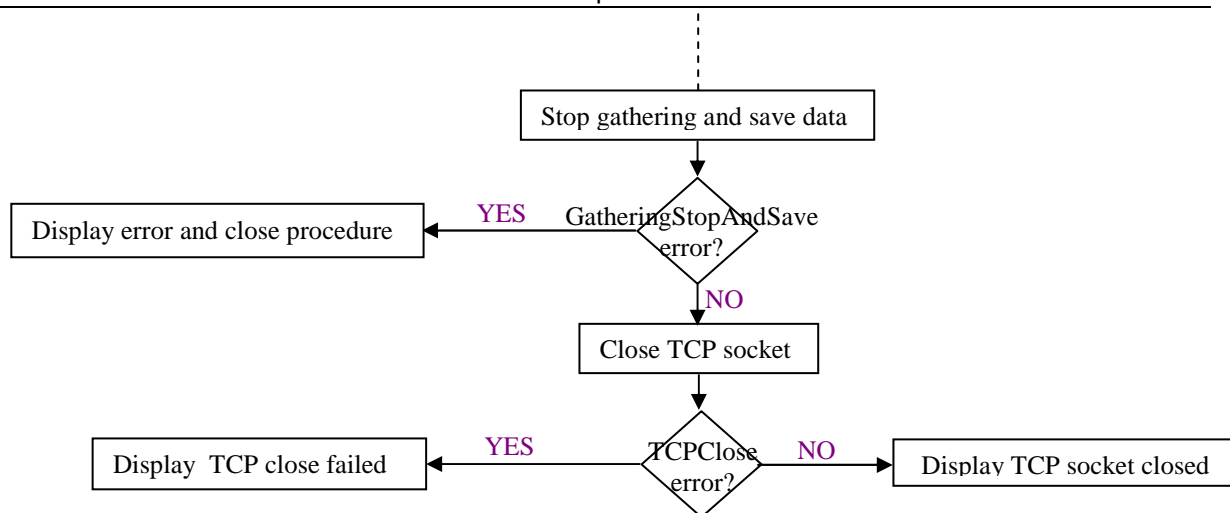 Stop gathering and save data
GatheringStopAndSave
error?
YES
Display error and close procedure
NO
Close TCP socket
TCPClose
error?
YES
Display TCP close failed
NO
Display TCP socket closed